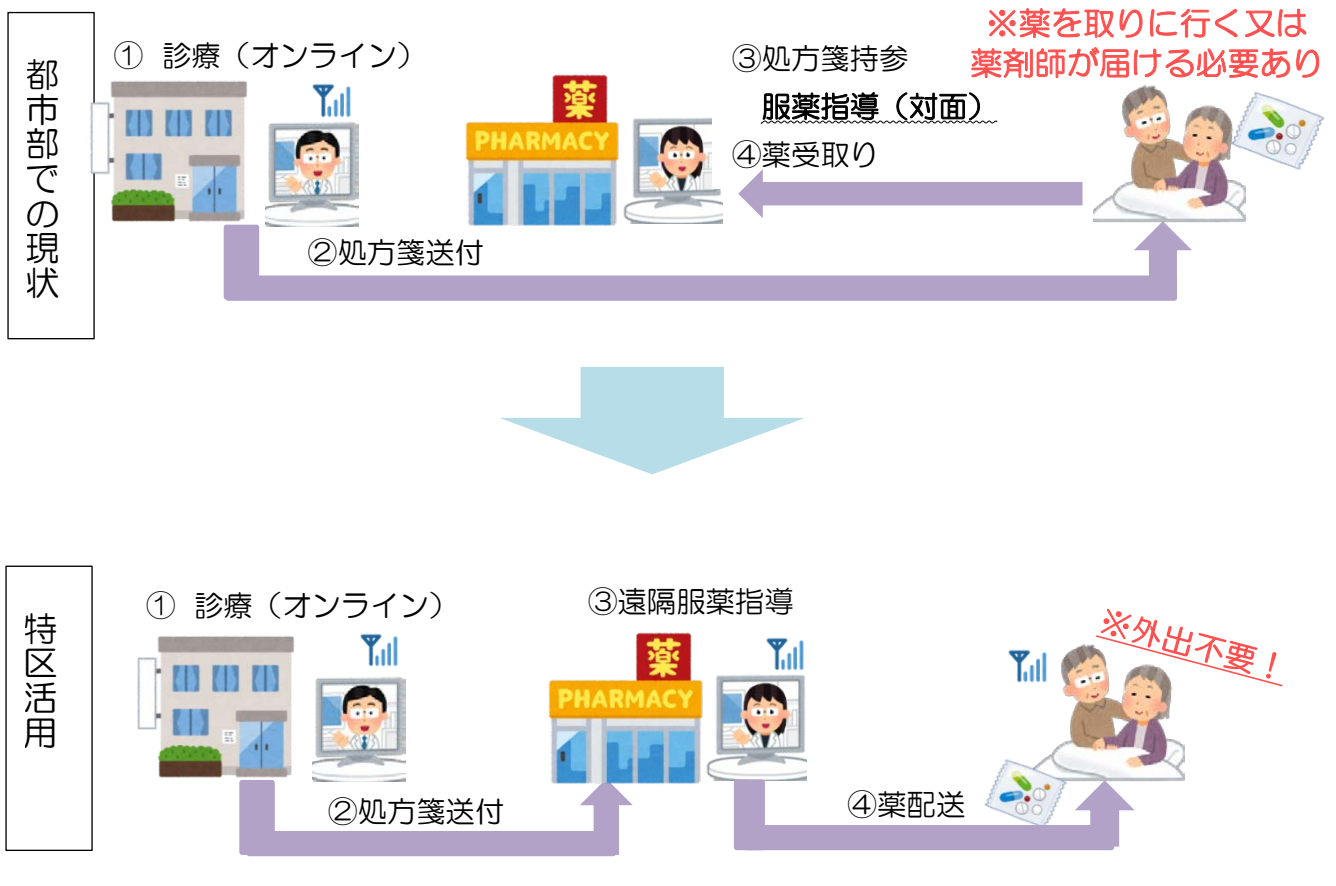 都市部での現状
① 診療（オンライン）
薬
PHARMACY
②処方箋送付
③処方箋持参
服薬指導（対面）
④薬受取り
※薬を取りに行く又は
薬剤師が届ける必要あり
特区活用
① 診療（オンライン）
②処方箋送付
③遠隔服薬指導
薬
PHARMACY
④薬配送
※外出不要！